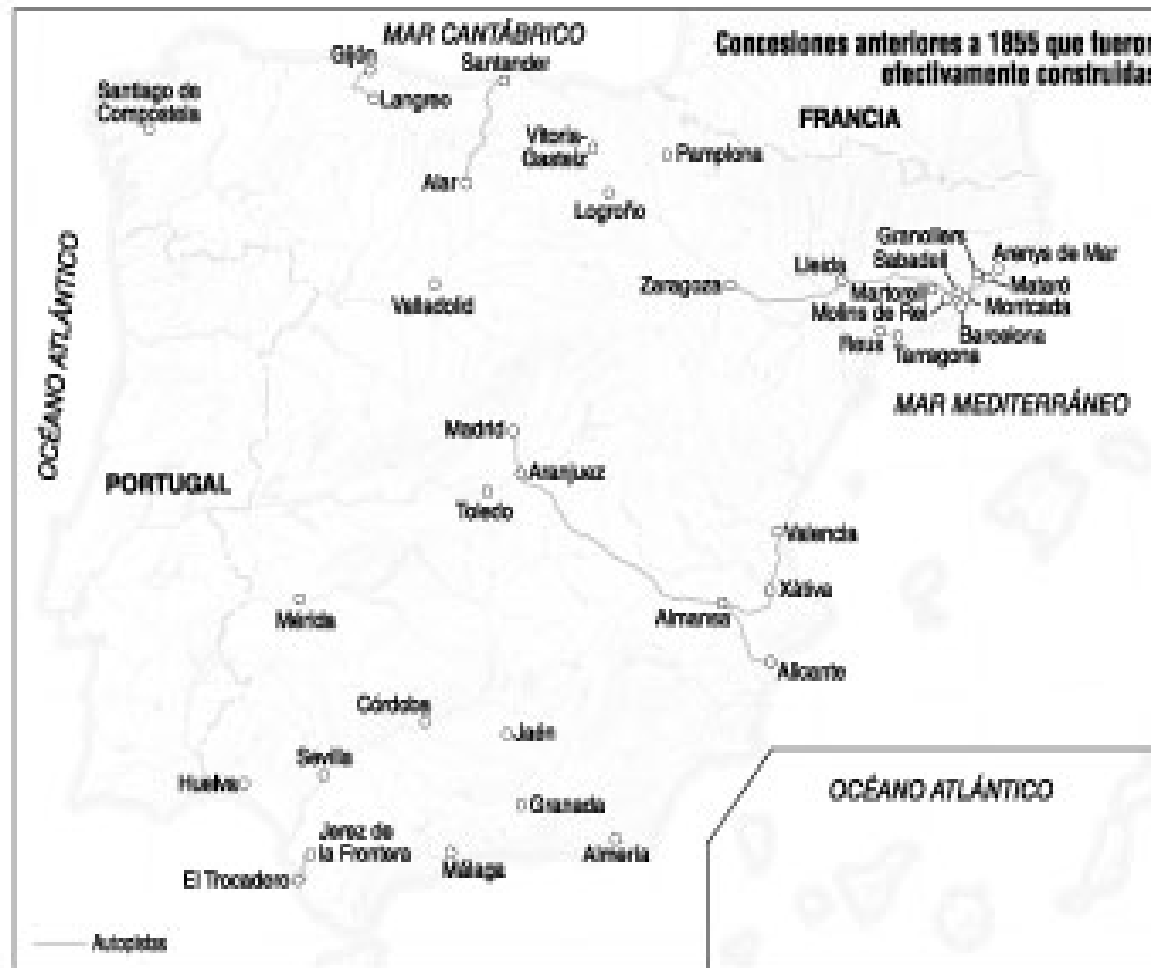 MAR CANTÁBRICO
Concesiones anteriores a 1855 que fueron
efectivamente construidas
Gijón
Santander
Langreo
Santiago de
Compostela
FRANCIA
Vitoria-
Gasteiz
Pamplona
Alar
Logroño
Granollers
Sabadell
Arenys de Mar
Lleida
Mataró
Zaragoza
Martorell
Montcada
Molins de Rei
Valladolid
Barcelona
Reus
Tarragona
OCÉANO ATLÁNTICO
MAR MEDITERRÁNEO
Madrid
Aranjuez
PORTUGAL
Toledo
Valencia
Xàtiva
Almansa
Mérida
Alicante
Córdoba
Jaén
Sevilla
Huelva
OCÉANO ATLÁNTICO
Granada
Jerez de
la Frontera
Almería
Málaga
El Trocadero
Autopistas